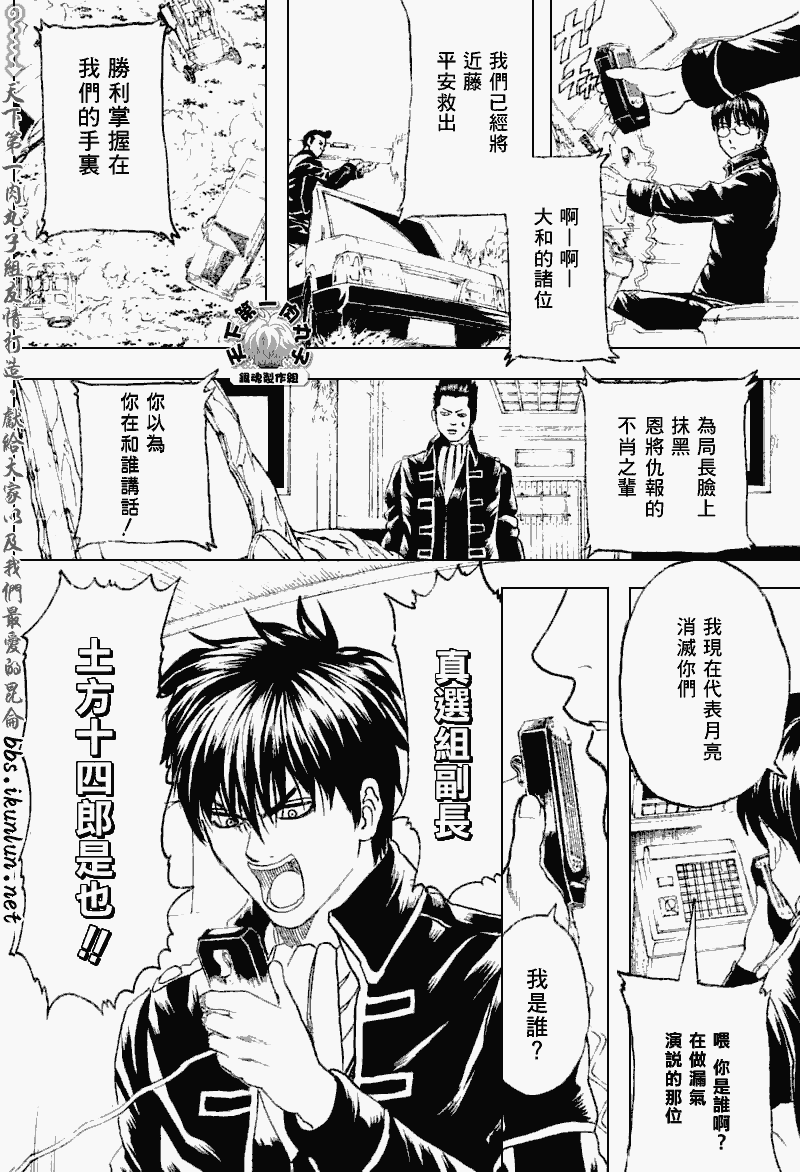 啊ー啊ー
大和的諸位
我們已經將
近藤
平安救出
勝利掌握在
我們的手裏
為局長臉上
抹黑
恩將仇報的
不肖之輩
你以為
你在和誰講話！
我現在代表月亮
消滅你們
喂 你是誰啊？
在做漏氣
演説的那位
我是誰？
真選組副長
土方十四郎是也！！
天下第一肉丸子
銀魂製作組
天下第一肉丸子組友情打造，獻給大家以及我們最愛的昆侖 bbs.ikunlun.net